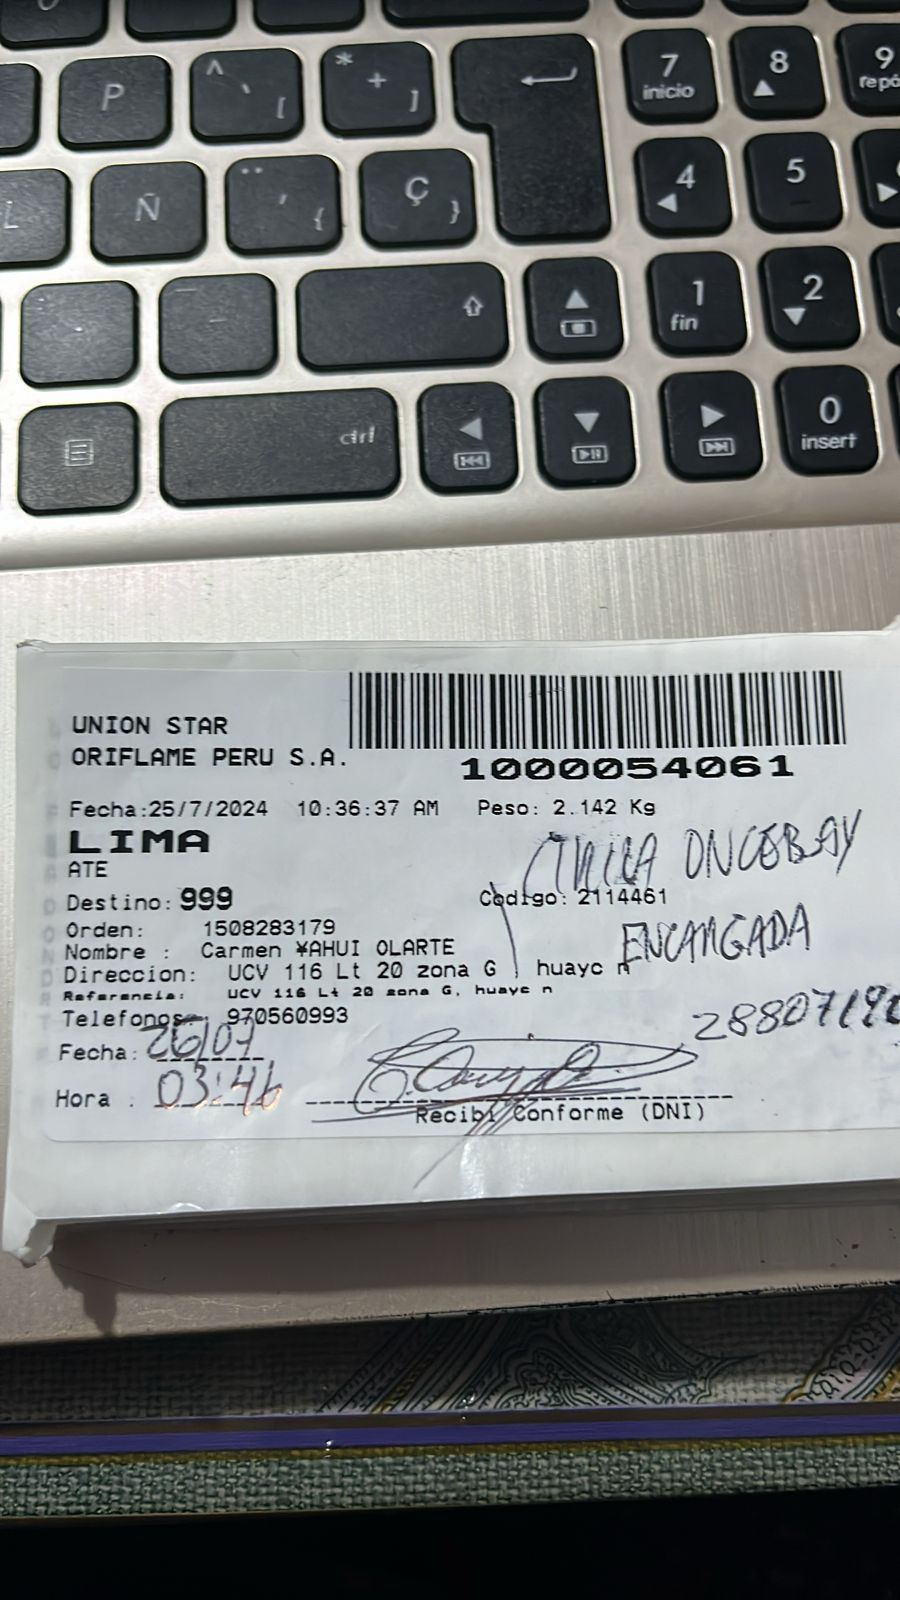 P ^ ` [ * + ] 7 inicio 8 9
L Ñ ¨ ´ { Ç } 4 5
- 1 fin 2
ctrl 0 insert
UNION STAR
ORIFLAME PERU S.A.
1000054061
Fecha:25/7/2024 10:36:37 AM Peso: 2.142 Kg
LIMA
ATE
ONCEBAY
Destino: 999 Codigo: 2114461
Orden: 1508283179
ENCARGADA
Nombre : Carmen ¥AHUI OLARTE
Direccion: UCV 116 Lt 20 zona G huayc n
Referencia: UCV 116 Lt 20 zona G, huayc n
Telefonos: 970560993
Fecha: 26/07
Hora : 03:46
Recibi Conforme (DNI)